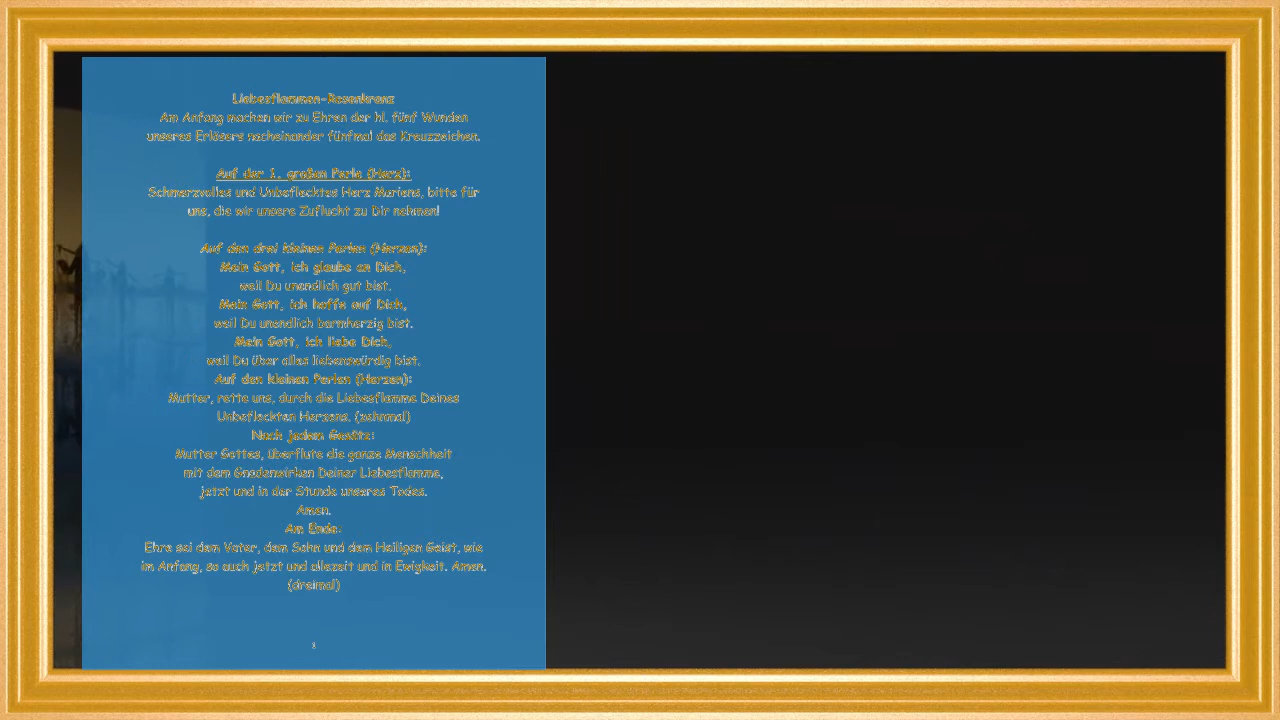 Liebesflammen-Rosenkranz
Am Anfang machen wir zu Ehren der hl. fünf Wunden
unseres Erlösers nacheinander fünfmal das Kreuzzeichen.
Auf der 1. großen Perle (Herz):
Schmerzvolles und Unbeflecktes Herz Mariens, bitte für
uns, die wir unsere Zuflucht zu Dir nehmen!
Auf den drei kleinen Perlen (Herzen):
Mein Gott, ich glaube an Dich,
weil Du unendlich gut bist.
Mein Gott, ich hoffe auf Dich,
weil Du unendlich barmherzig bist.
Mein Gott, ich liebe Dich,
weil Du über alles liebenswürdig bist.
Auf den kleinen Perlen (Herzen):
Mutter, rette uns, durch die Liebesflamme Deines
Unbefleckten Herzens. (zehnmal)
Nach jedem Gesätz:
Mutter Gottes, überflute die ganze Menschheit
mit dem Gnadenwirken Deiner Liebesflamme,
jetzt und in der Stunde unseres Todes.
Amen.
Am Ende:
Ehre sei dem Vater, dem Sohn und dem Heiligen Geist, wie
im Anfang, so auch jetzt und allezeit und in Ewigkeit. Amen.
(dreimal)